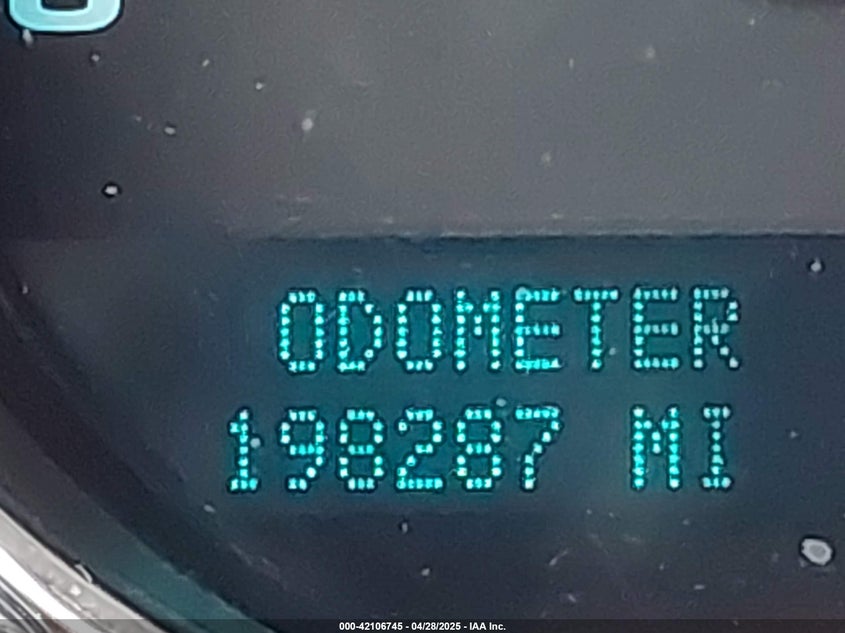 ODOMETER
198287 MI
000-42106745 - 04/28/2025 - IAA Inc.